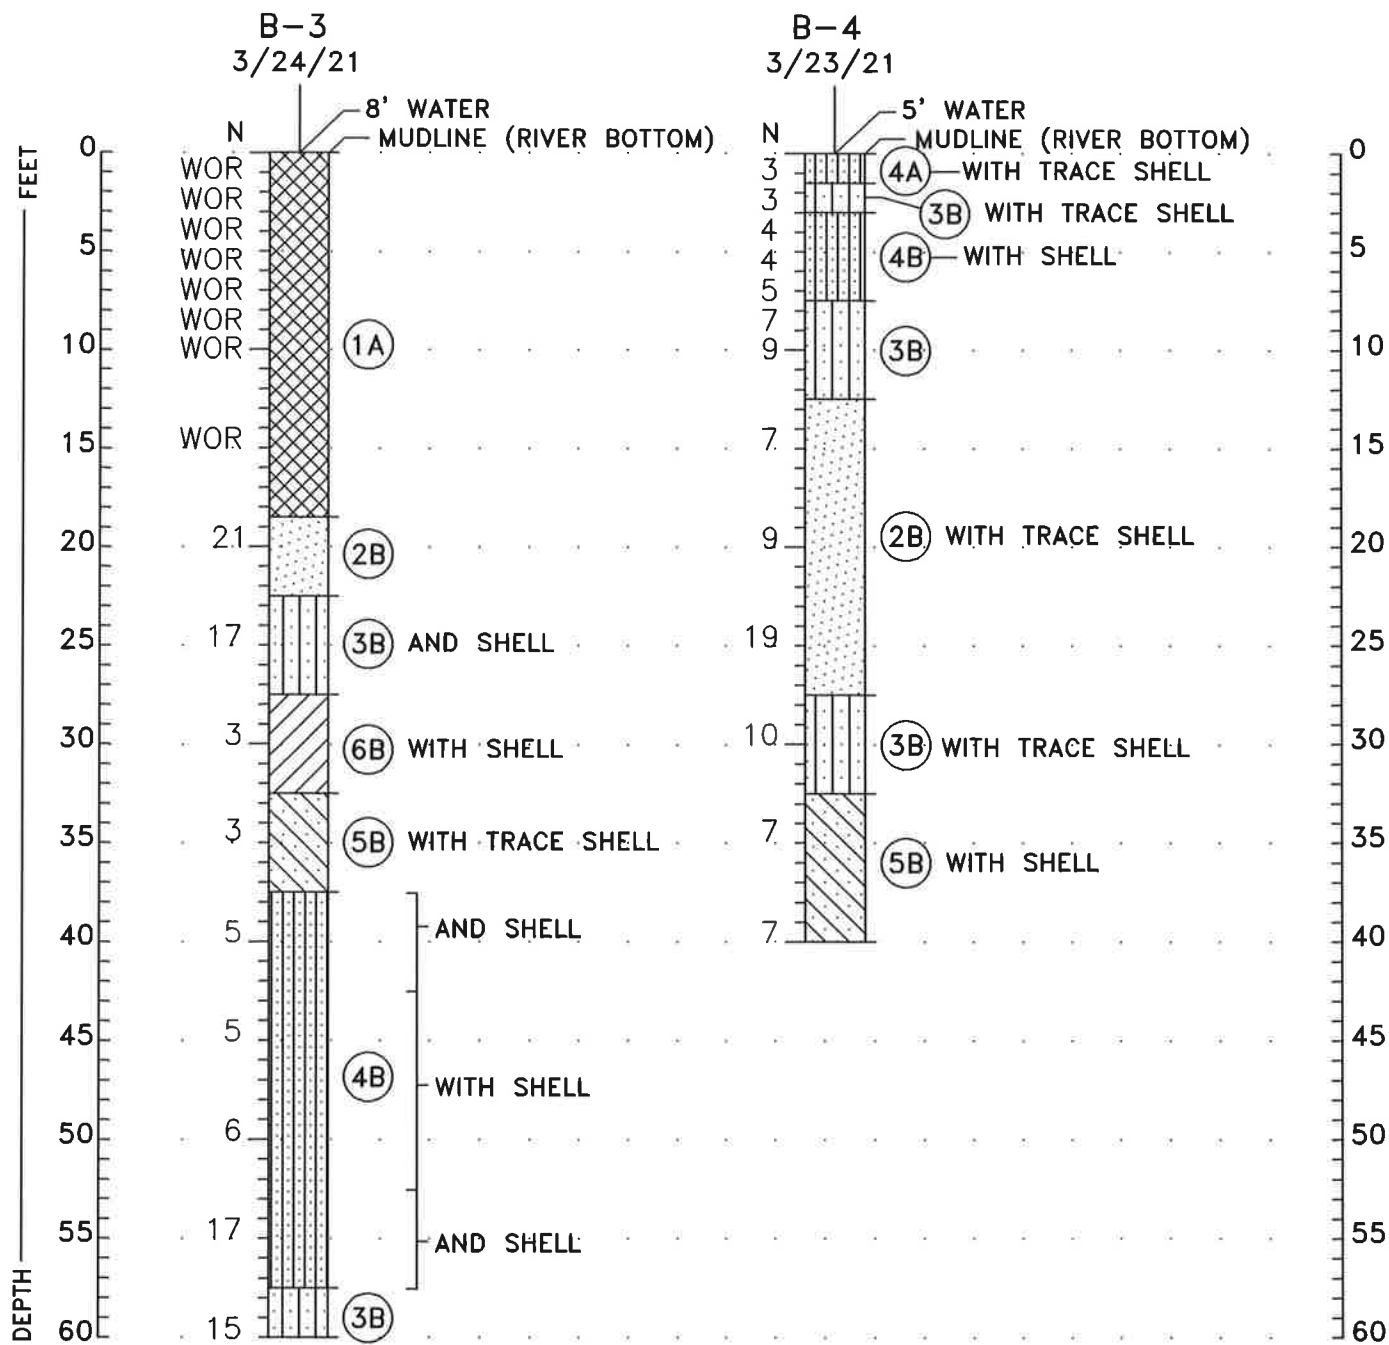 B-3
3/24/21
8' WATER
MUDLINE (RIVER BOTTOM)
N
WOR
WOR
WOR
WOR
WOR
WOR
WOR
WOR
21
17
3
3
5
5
6
17
15
1A
2B
3B AND SHELL
6B WITH SHELL
5B WITH TRACE SHELL
AND SHELL
4B
WITH SHELL
AND SHELL
3B
B-4
3/23/21
5' WATER
MUDLINE (RIVER BOTTOM)
N
3
3
4
4
5
7
9
7
9
19
10
7
7
4A WITH TRACE SHELL
3B WITH TRACE SHELL
4B WITH SHELL
3B
2B WITH TRACE SHELL
3B WITH TRACE SHELL
5B WITH SHELL
DEPTH FEET
0
5
10
15
20
25
30
35
40
45
50
55
60
0
5
10
15
20
25
30
35
40
45
50
55
60